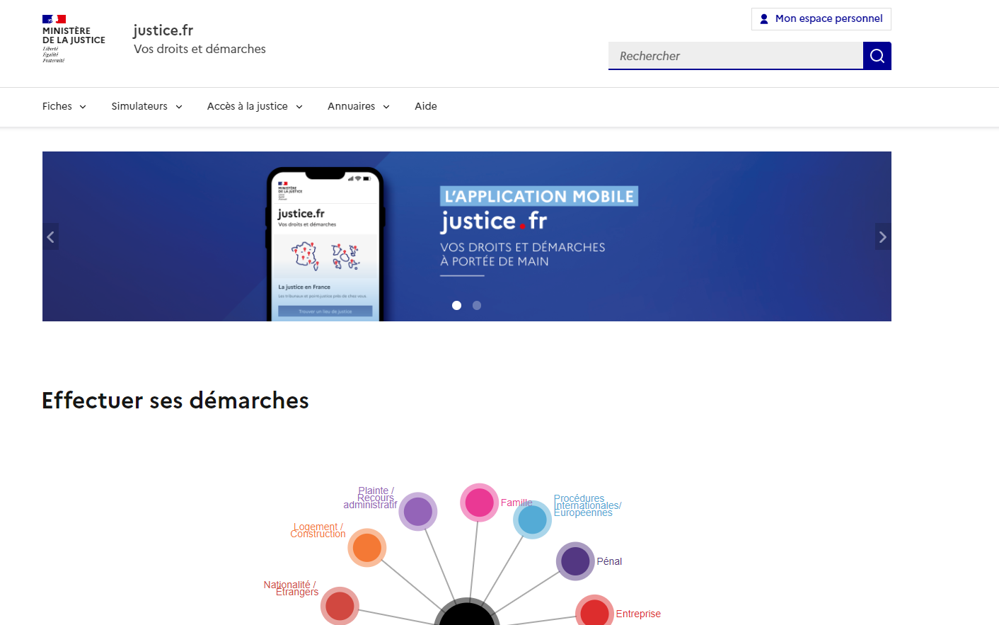 MINISTÈRE
DE LA JUSTICE
Liberté
Égalité
Fraternité
justice.fr
Vos droits et démarches
Mon espace personnel
Rechercher
Fiches
Simulateurs
Accès à la justice
Annuaires
Aide
MINISTÈRE
DE LA JUSTICE
justice.fr
Vos droits et démarches
La justice en France
Les tribunaux et point-justice près de chez vous.
Trouver un lieu de justice
L'APPLICATION MOBILE
justice.fr
VOS DROITS ET DÉMARCHES
À PORTÉE DE MAIN
Effectuer ses démarches
Plainte /
Recours
administratif
Famille
Procédures
Internationales/
Européennes
Logement /
Construction
Pénal
Nationalité /
Étrangers
Entreprise